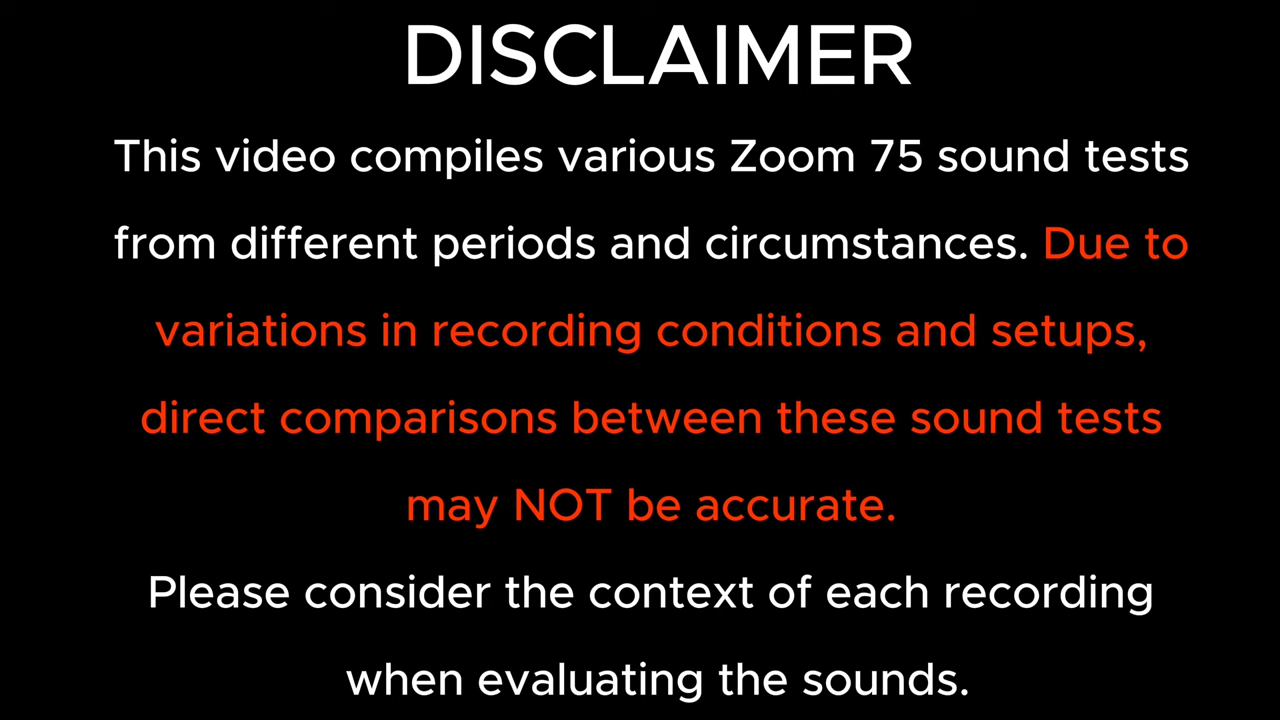 DISCLAIMER
This video compiles various Zoom 75 sound tests
from different periods and circumstances. Due to
variations in recording conditions and setups,
direct comparisons between these sound tests
may NOT be accurate.
Please consider the context of each recording
when evaluating the sounds.